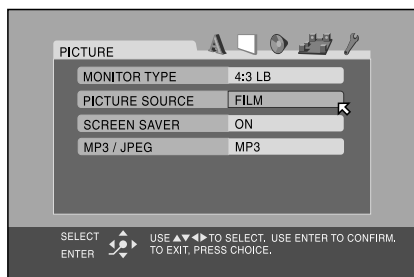 PICTURE
MONITOR TYPE 4:3 LB
PICTURE SOURCE FILM
SCREEN SAVER ON
MP3 / JPEG MP3
SELECT
ENTER
USE ▲▼◀▶ TO SELECT. USE ENTER TO CONFIRM.
TO EXIT, PRESS CHOICE.